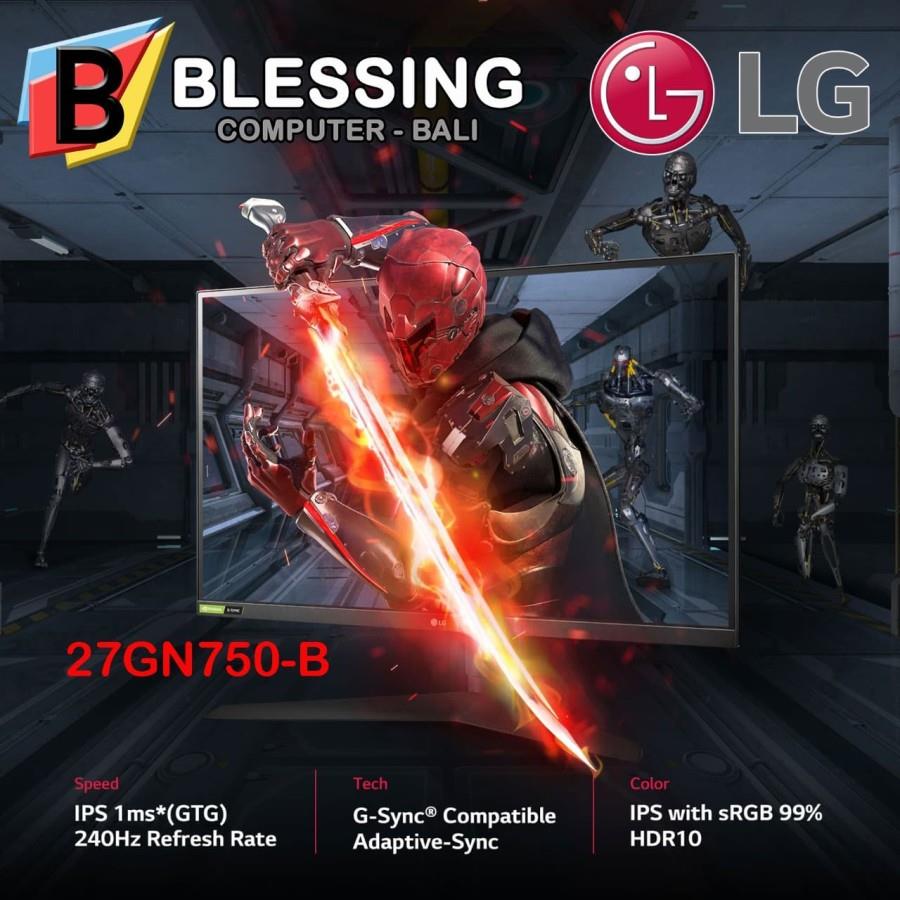 B BLESSING
COMPUTER - BALI
LG
LG
27GN750-B
Speed
IPS 1ms*(GTG)
240Hz Refresh Rate
Tech
G-Sync® Compatible
Adaptive-Sync
Color
IPS with sRGB 99%
HDR10